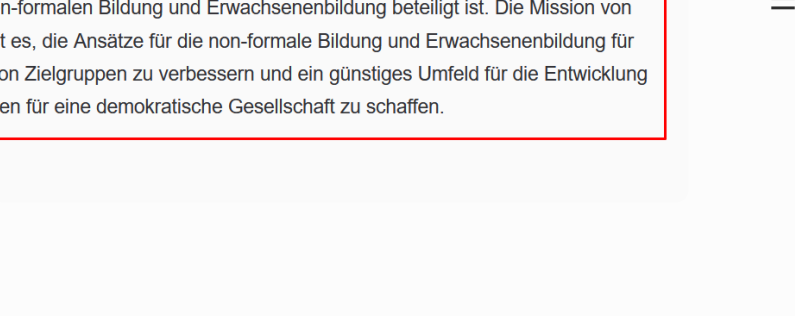 n-formalen Bildung und Erwachsenenbildung beteiligt ist. Die Mission von
t es, die Ansätze für die non-formale Bildung und Erwachsenenbildung für
on Zielgruppen zu verbessern und ein günstiges Umfeld für die Entwicklung
en für eine demokratische Gesellschaft zu schaffen.